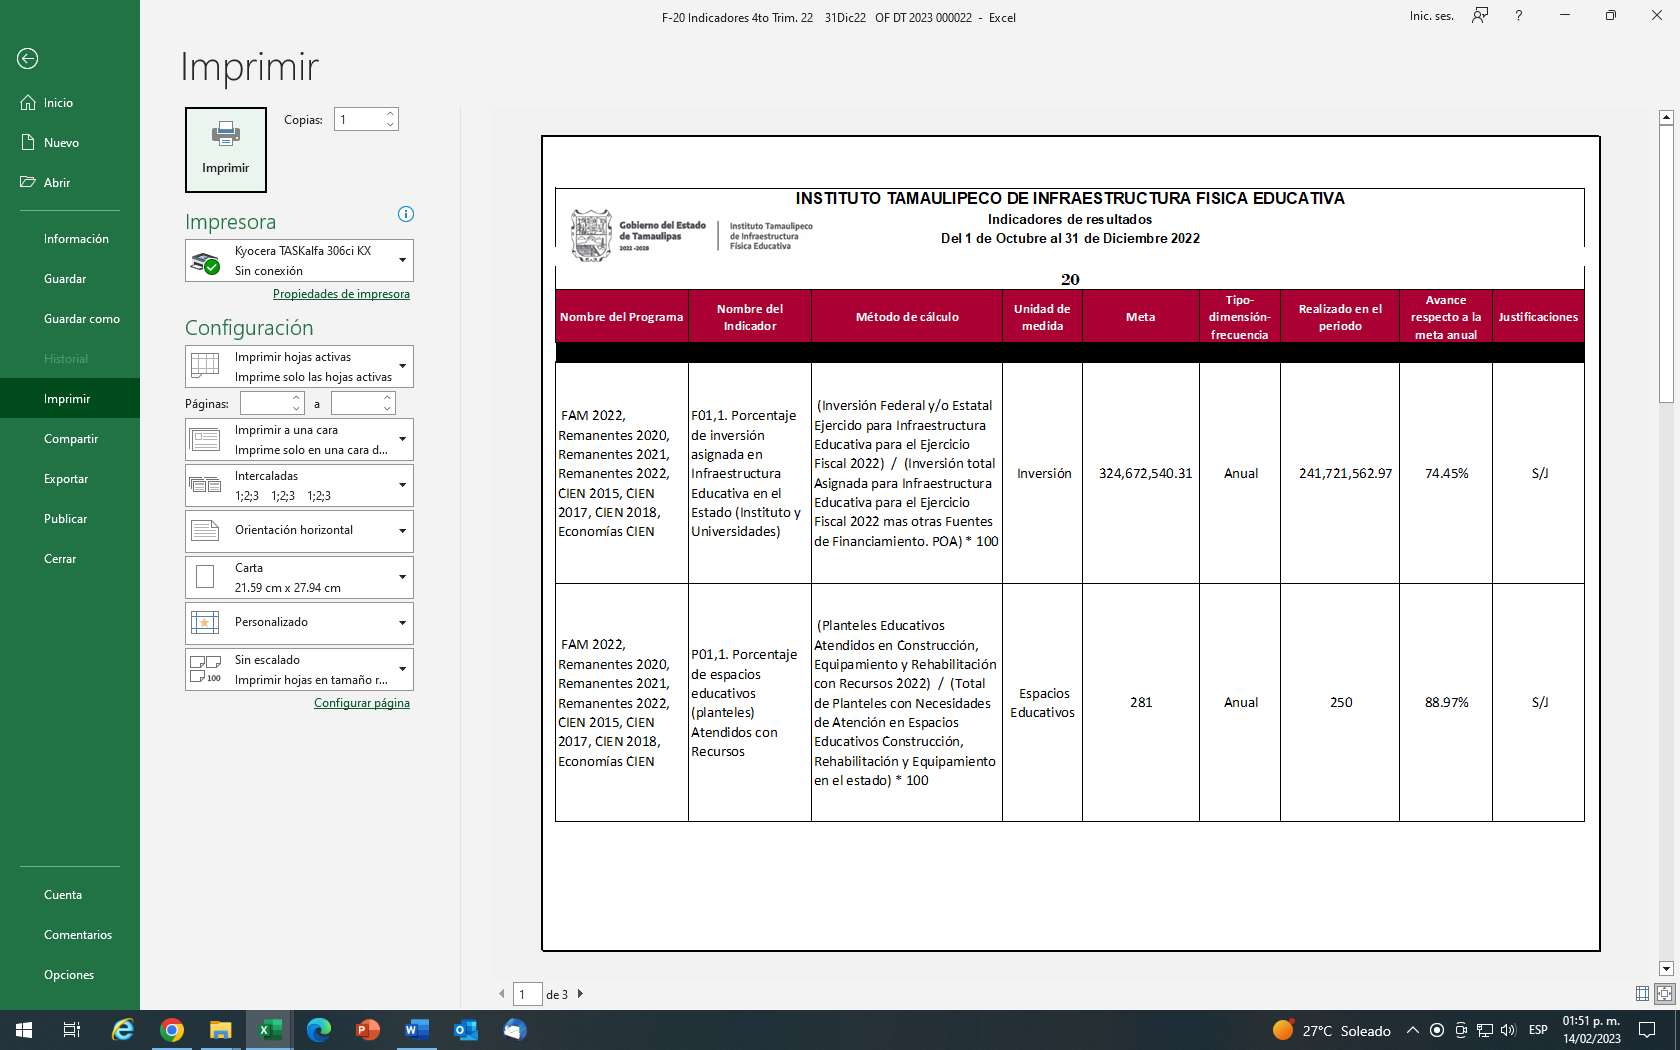 F-20 Indicadores 4to Trim. 22    31Dic22   OF DT 2023 000022  -  Excel
Inic. ses.
?
Imprimir
Inicio
Nuevo
Abrir
Información
Guardar
Guardar como
Historial
Imprimir
Compartir
Exportar
Publicar
Cerrar
Cuenta
Comentarios
Opciones
Imprimir
Copias:
1
Impresora
Kyocera TASKalfa 306ci KX
Sin conexión
Propiedades de impresora
Configuración
Imprimir hojas activas
Imprime solo las hojas activas
Páginas:
a
Imprimir a una cara
Imprime solo en una cara d...
Intercaladas
1;2;3    1;2;3    1;2;3
Orientación horizontal
Carta
21.59 cm x 27.94 cm
Personalizado
Sin escalado
100
Imprimir hojas en tamaño r...
Configurar página
INSTITUTO TAMAULIPECO DE INFRAESTRUCTURA FISICA EDUCATIVA
Indicadores de resultados
Del 1 de Octubre al 31 de Diciembre 2022
Gobierno del Estado
de Tamaulipas
2022 -2028
Instituto Tamaulipeco
de Infraestructura
Física Educativa
20
Nombre del Programa
Nombre del
Indicador
Método de cálculo
Unidad de
medida
Meta
Tipo-
dimensión-
frecuencia
Realizado en el
periodo
Avance
respecto a la
meta anual
Justificaciones
FAM 2022,
Remanentes 2020,
Remanentes 2021,
Remanentes 2022,
CIEN 2015, CIEN
2017, CIEN 2018,
Economías CIEN
F01,1. Porcentaje
de inversión
asignada en
Infraestructura
Educativa en el
Estado (Instituto y
Universidades)
(Inversión Federal y/o Estatal
Ejercido para Infraestructura
Educativa para el Ejercicio
Fiscal 2022)  /  (Inversión total
Asignada para Infraestructura
Educativa para el Ejercicio
Fiscal 2022 mas otras Fuentes
de Financiamiento. POA) * 100
Inversión
324,672,540.31
Anual
241,721,562.97
74.45%
S/J
FAM 2022,
Remanentes 2020,
Remanentes 2021,
Remanentes 2022,
CIEN 2015, CIEN
2017, CIEN 2018,
Economías CIEN
P01,1. Porcentaje
de espacios
educativos
(planteles)
Atendidos con
Recursos
(Planteles Educativos
Atendidos en Construcción,
Equipamiento y Rehabilitación
con Recursos 2022)  /  (Total
de Planteles con Necesidades
de Atención en Espacios
Educativos Construcción,
Rehabilitación y Equipamiento
en el estado) * 100
Espacios
Educativos
281
Anual
250
88.97%
S/J
1
de 3
27°C  Soleado
ESP
01:51 p. m.
14/02/2023